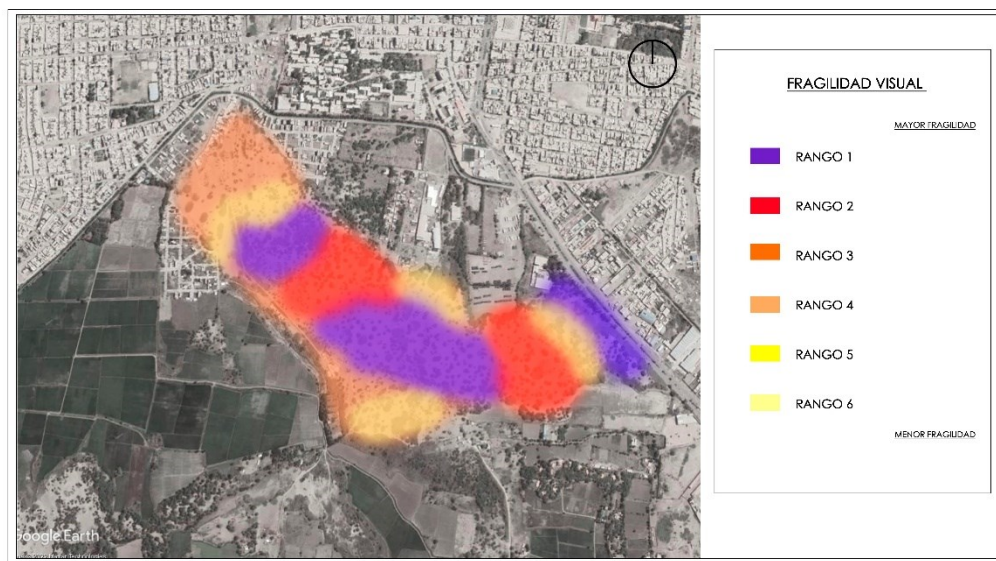 FRAGILIDAD VISUAL
MAYOR FRAGILIDAD
RANGO 1
RANGO 2
RANGO 3
RANGO 4
RANGO 5
RANGO 6
MENOR FRAGILIDAD
Google Earth